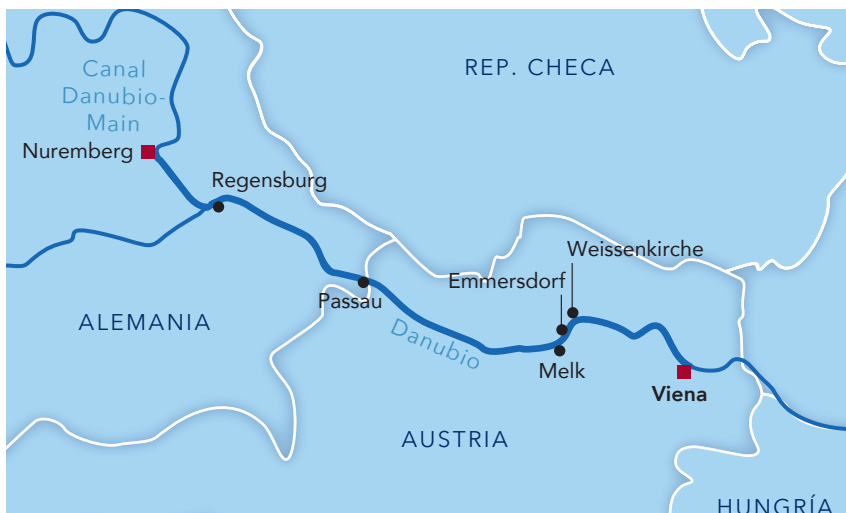 REP. CHECA
Canal
Danubio-
Main
Nuremberg
Regensburg
Weissenkirche
Emmersdorf
Passau
ALEMANIA
Danubio
Melk
Viena
AUSTRIA
HUNGRÍA